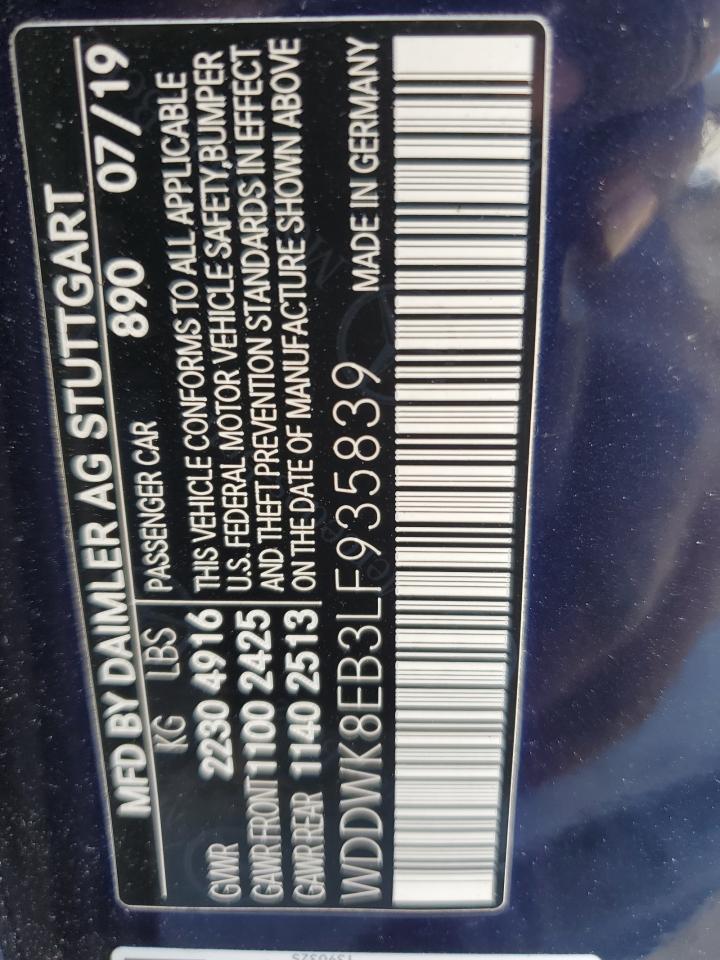 MFD BY DAIMLER AG STUTTGART
890 07/19
KG LBS PASSENGER CAR
GVWR 2230 4916 THIS VEHICLE CONFORMS TO ALL APPLICABLE
U.S. FEDERAL MOTOR VEHICLE SAFETY,BUMPER
GAWR FRONT 1100 2425 AND THEFT PREVENTION STANDARDS IN EFFECT
GAWR REAR 1140 2513 ON THE DATE OF MANUFACTURE SHOWN ABOVE
WDDWK8EB3LF935839 MADE IN GERMANY